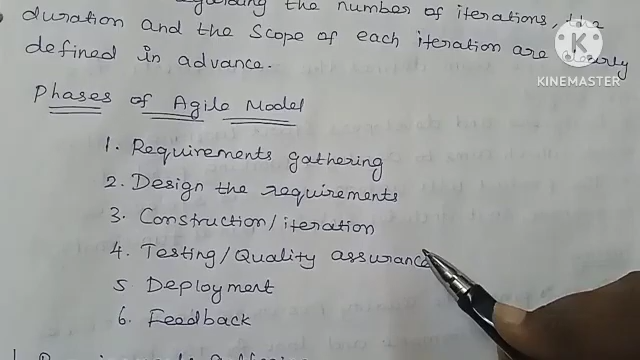 regarding the number of iterations, the
duration and the scope of each iteration are clearly
defined in advance.
Phases of Agile Model
1. Requirements gathering
2. Design the requirements
3. Construction/iteration
4. Testing/Quality assurance
5 Deployment
6. Feedback
KINEMASTER